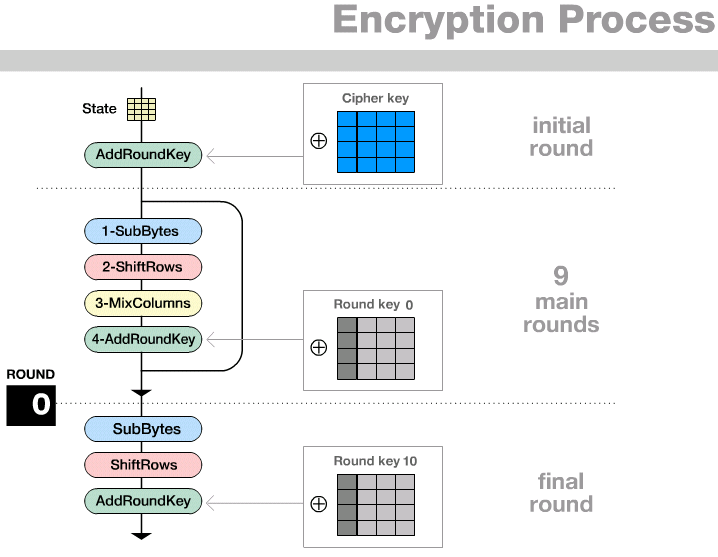 Encryption Process
State
Cipher key
⊕
AddRoundKey
initial
round
1-SubBytes
2-ShiftRows
3-MixColumns
4-AddRoundKey
Round key 0
⊕
9
main
rounds
ROUND
0
SubBytes
ShiftRows
AddRoundKey
Round key 10
⊕
final
round